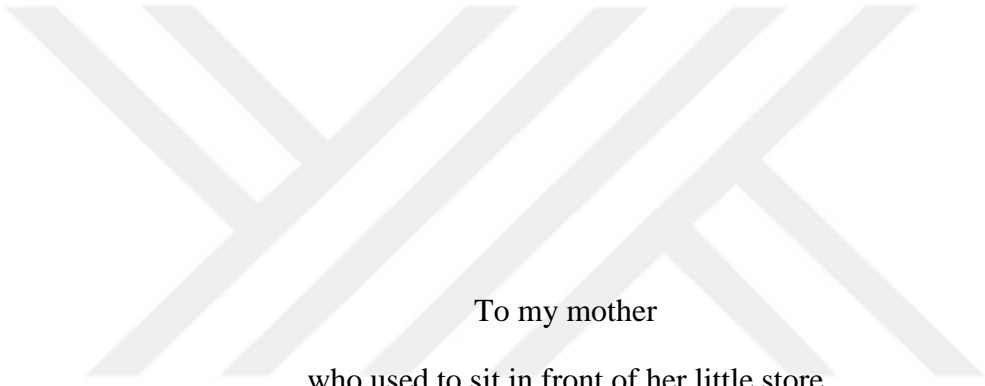 To my mother
who used to sit in front of her little store